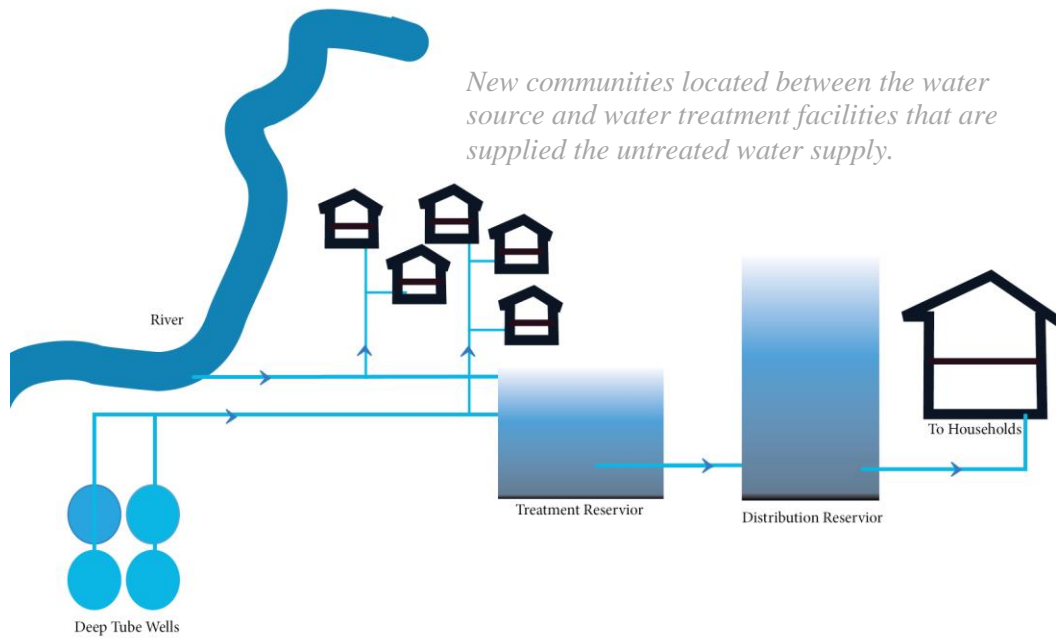 New communities located between the water
source and water treatment facilities that are
supplied the untreated water supply.
River
To Households
Treatment Reservior
Distribution Reservior
Deep Tube Wells